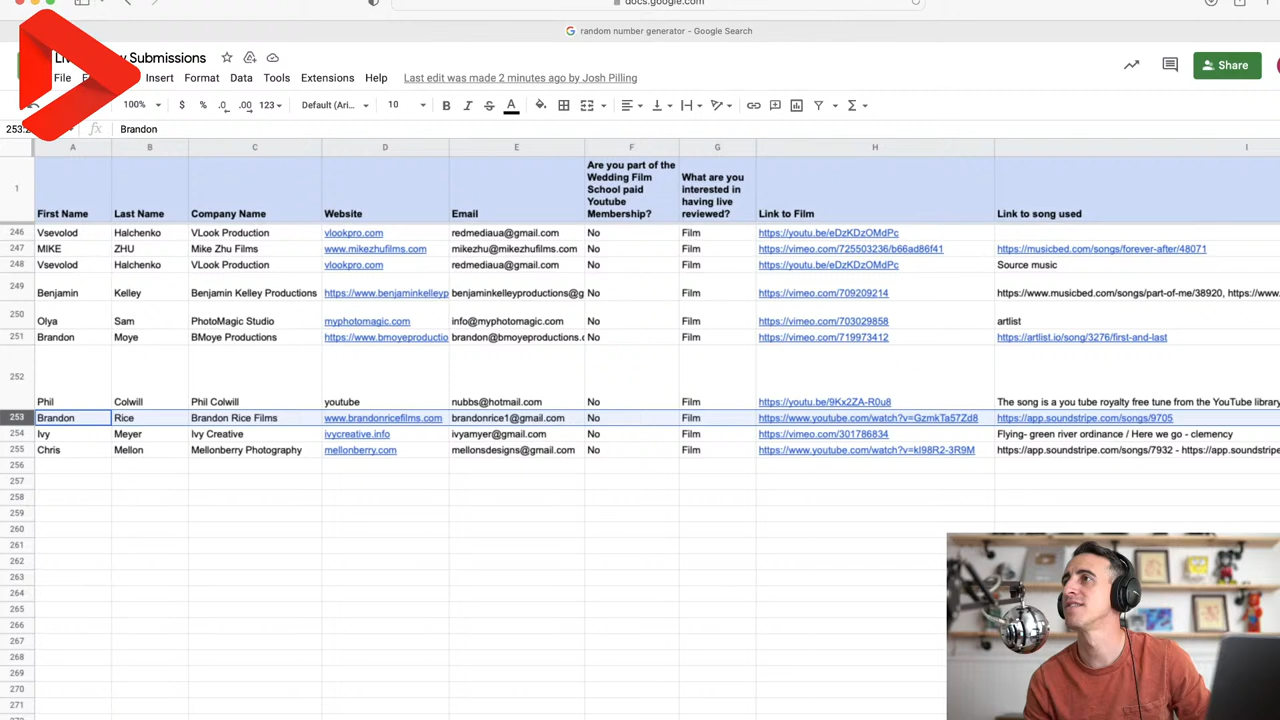 docs.google.com
random number generator - Google Search
Submissions
File Insert Format Data Tools Extensions Help Last edit was made 2 minutes ago by Josh Pilling
Share
100% $ % .0 .00 123 Default (Ari... 10 B I S A
fx Brandon
A B C D E F G H I
1 First Name Last Name Company Name Website Email Are you part of the Wedding Film School paid Youtube Membership? What are you interested in having live reviewed? Link to Film Link to song used
246 Vsevolod Halchenko VLook Production vlookpro.com redmediaua@gmail.com No Film https://youtu.be/eDzKDzOMdPc
247 MIKE ZHU Mike Zhu Films www.mikezhufilms.com mikezhu@mikezhufilms.com No Film https://vimeo.com/725503236/b66ad86f41 https://musicbed.com/songs/forever-after/48071
248 Vsevolod Halchenko VLook Production vlookpro.com redmediaua@gmail.com No Film https://youtu.be/eDzKDzOMdPc Source music
249 Benjamin Kelley Benjamin Kelley Productions https://www.benjaminkelleyp benjaminkelleyproductions@g No Film https://vimeo.com/709209214 https://www.musicbed.com/songs/part-of-me/38920, https://www
250 Olya Sam PhotoMagic Studio myphotomagic.com info@myphotomagic.com No Film https://vimeo.com/703029858 artlist
251 Brandon Moye BMoye Productions https://www.bmoyeproductio brandon@bmoyeproductions.c No Film https://vimeo.com/719973412 https://artlist.io/song/3276/first-and-last
252 Phil Colwill Phil Colwill youtube nubbs@hotmail.com No Film https://youtu.be/9Kx2ZA-R0u8 The song is a you tube royalty free tune from the YouTube library
253 Brandon Rice Brandon Rice Films www.brandonricefilms.com brandonrice1@gmail.com No Film https://www.youtube.com/watch?v=GzmkTa57Zd8 https://app.soundstripe.com/songs/9705
254 Ivy Meyer Ivy Creative ivycreative.info ivyamyer@gmail.com No Film https://vimeo.com/301786834 Flying- green river ordinance / Here we go - clemency
255 Chris Mellon Mellonberry Photography mellonberry.com mellonsdesigns@gmail.com No Film https://www.youtube.com/watch?v=kI98R2-3R9M https://app.soundstripe.com/songs/7932 - https://app.soundstripe
256
257
258
259
260
261
262
263
264
265
266
267
268
269
270
271